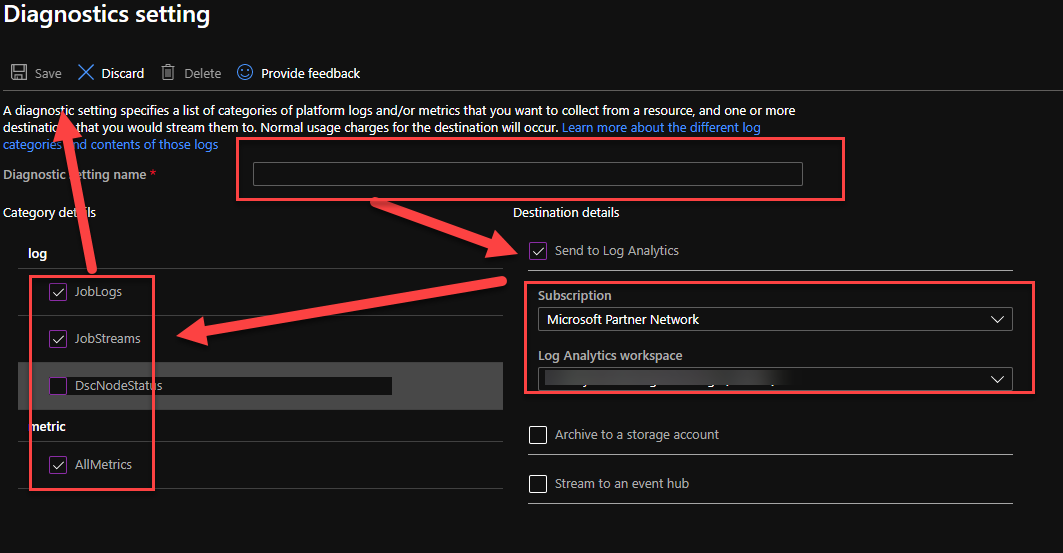 Diagnostics setting
Save Discard Delete Provide feedback
A diagnostic setting specifies a list of categories of platform logs and/or metrics that you want to collect from a resource, and one or more
destinations that you would stream them to. Normal usage charges for the destination will occur. Learn more about the different log
categories and contents of those logs
Diagnostic setting name *
Category details
Destination details
log
Send to Log Analytics
JobLogs
Subscription
Microsoft Partner Network
JobStreams
Log Analytics workspace
DscNodeStatus
metric
Archive to a storage account
AllMetrics
Stream to an event hub